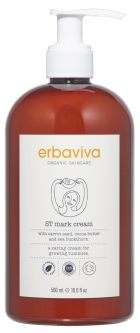 erbaviva
ORGANIC SKINCARE
ST mark cream
with carrot seed, cocoa butter
and sea buckthorn.
a caring cream for
growing tummies.
500 ml ℮ 16.9 fl oz